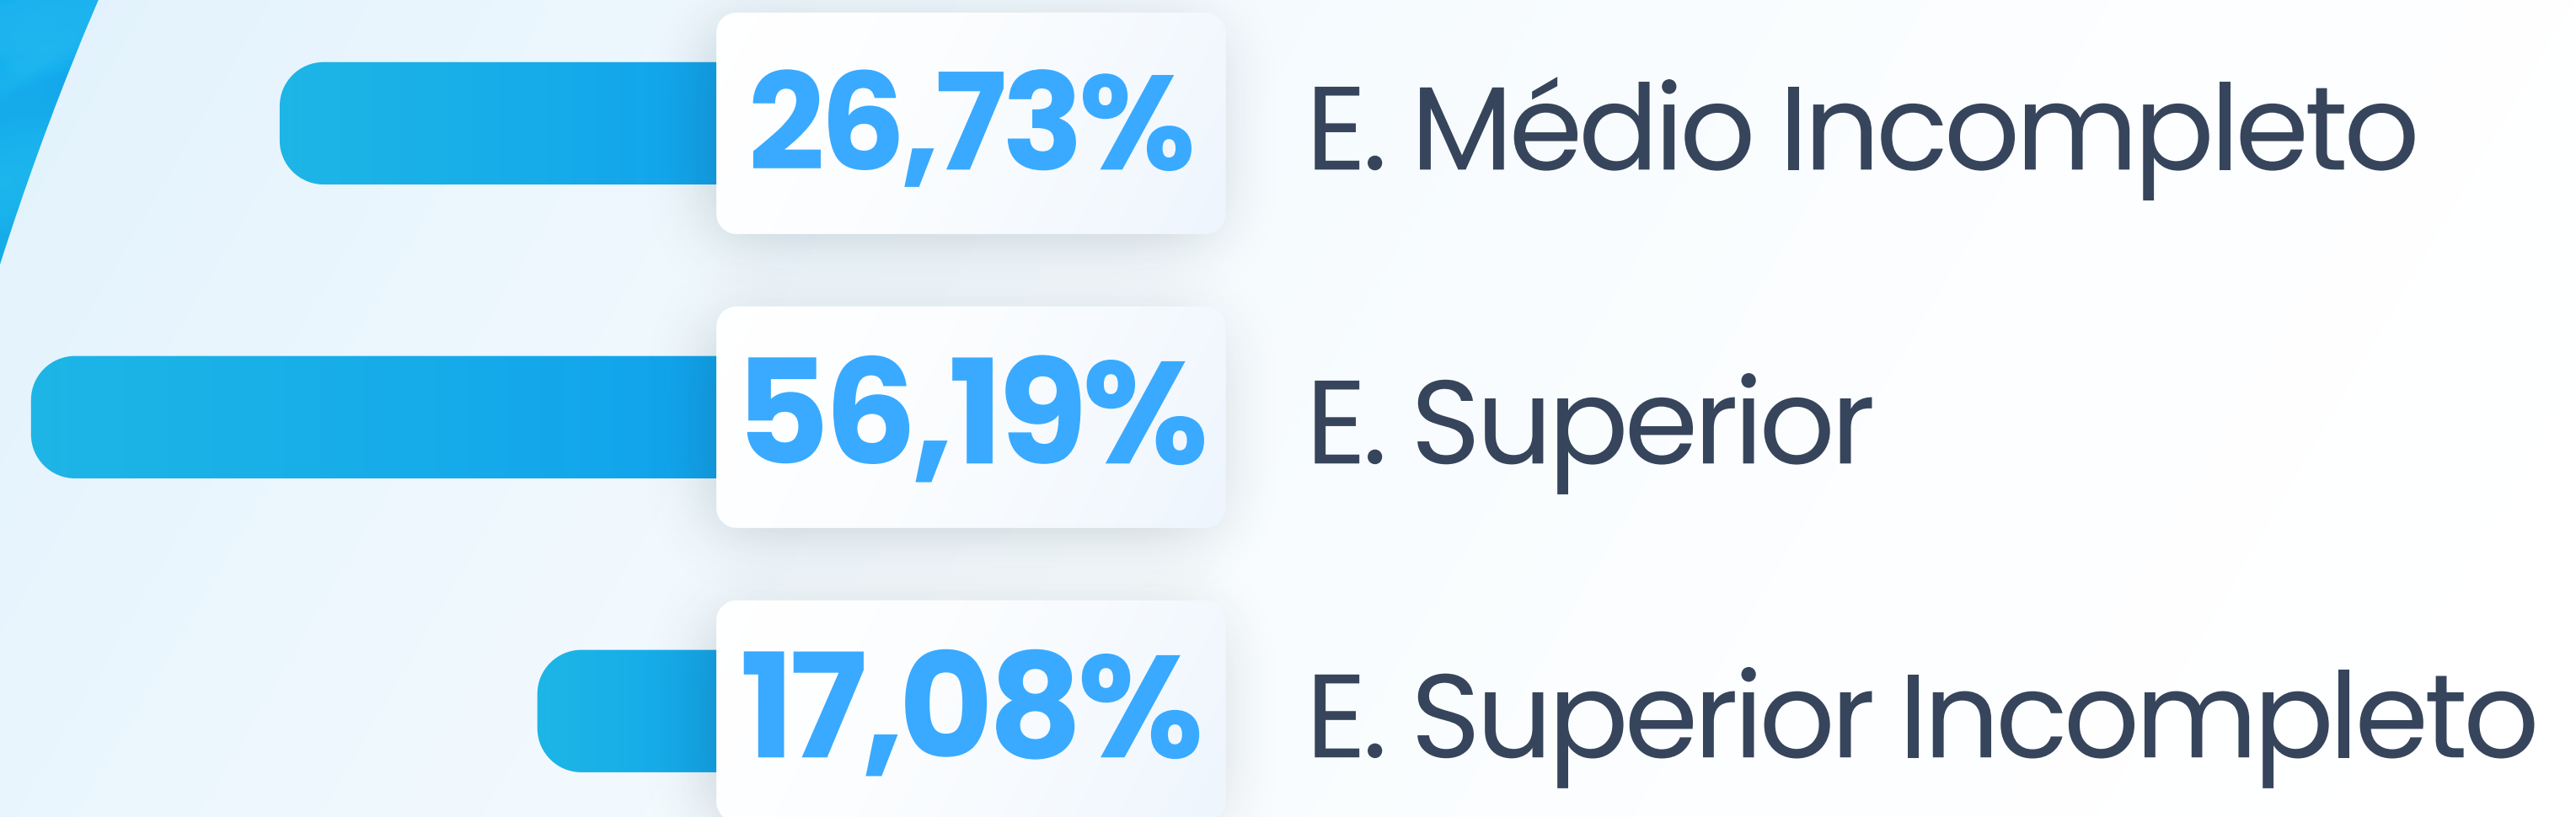 26,73% E. Médio Incompleto
56,19% E. Superior
17,08% E. Superior Incompleto